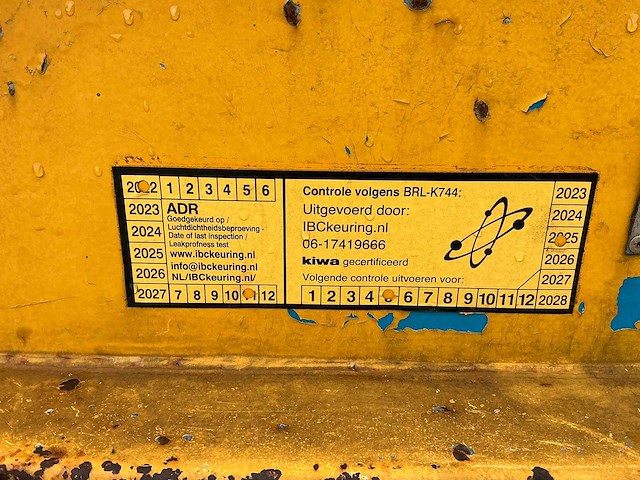 2022 1 2 3 4 5 6
2023 ADR
Goedgekeurd op /
Luchtdichtheidsbeproeving -
2024 Date of last inspection /
Leakprofness test
2025 www.ibckeuring.nl
2026 info@ibckeuring.nl
NL/IBCkeuring.nl/
2027 7 8 9 10 12
Controle volgens BRL-K744:
Uitgevoerd door:
IBCkeuring.nl
06-17419666
kiwa gecertificeerd
Volgende controle uitvoeren voor:
1 2 3 4 6 7 8 9 10 11 12
2023
2024
2025
2026
2027
2028